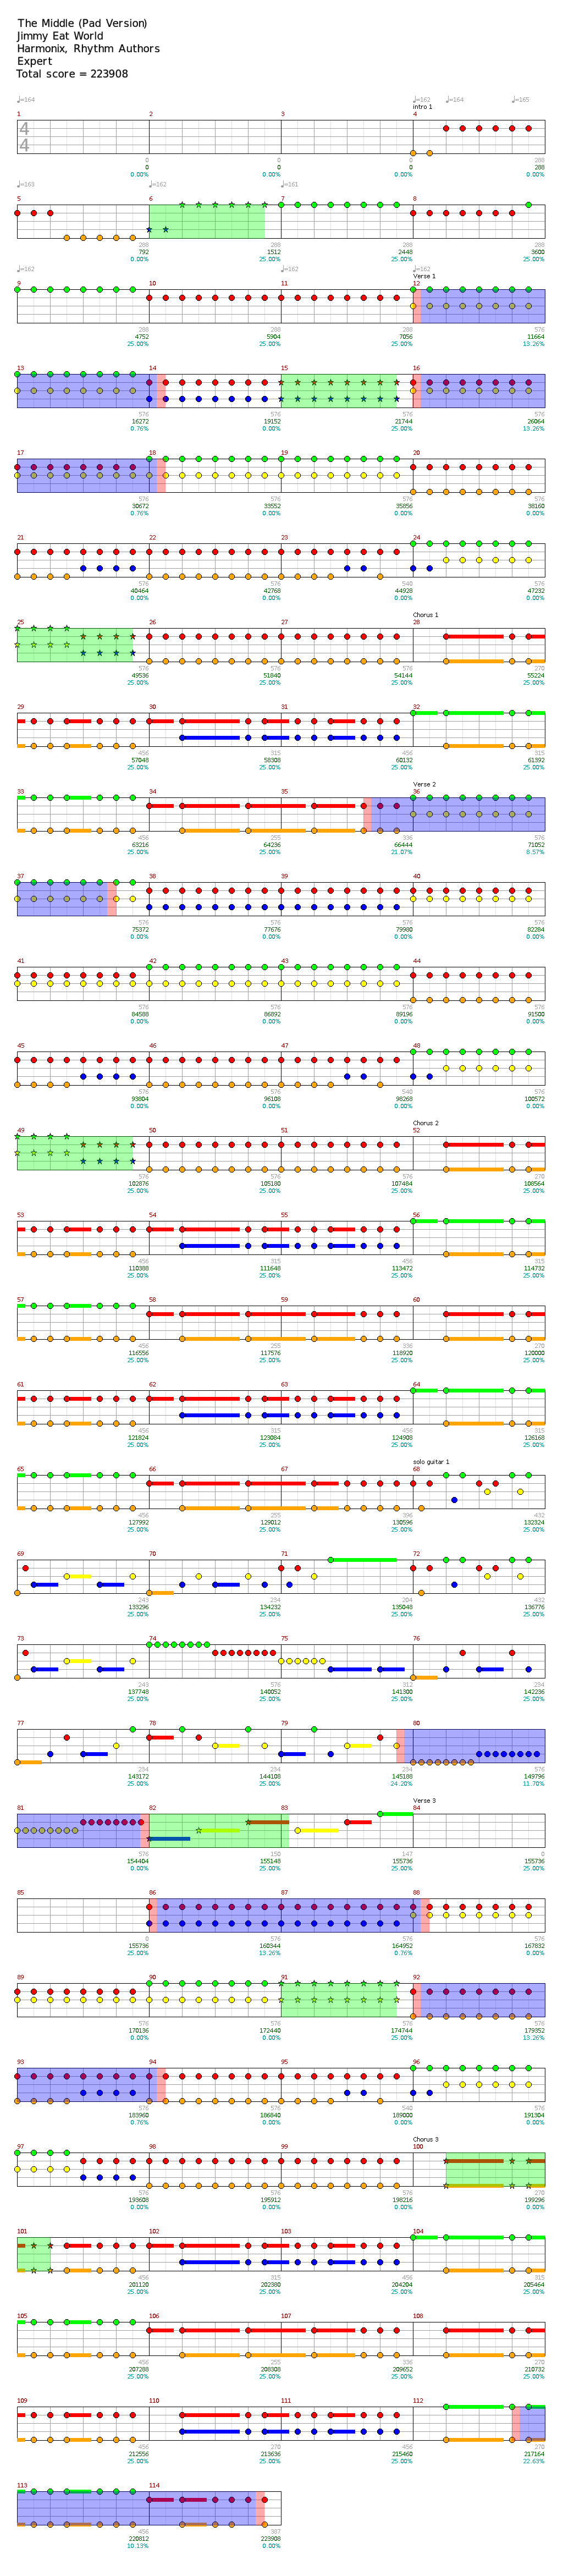 The Middle (Pad Version)
Jimmy Eat World
Harmonix, Rhythm Authors
Expert
Total score = 223908
♩=164 ♩=162 ♩=164 ♩=165
intro 1
1 2 3 4
4
4
0 0 0 288
0 0 0 288
0.00% 0.00% 0.00% 0.00%
♩=163 ♩=162 ♩=161
5 6 7 8
288 288 288 288
792 1512 2448 3600
0.00% 25.00% 25.00% 25.00%
♩=162 ♩=162 ♩=162
Verse 1
9 10 11 12
288 288 288 576
4752 5904 7056 11664
25.00% 25.00% 25.00% 13.26%
13 14 15 16
576 576 576 576
16272 19152 21744 26064
0.76% 0.00% 25.00% 13.26%
17 18 19 20
576 576 576 576
30672 33552 35856 38160
0.76% 0.00% 0.00% 0.00%
21 22 23 24
576 576 540 576
40464 42768 44928 47232
0.00% 0.00% 0.00% 0.00%
Chorus 1
25 26 27 28
576 576 576 270
49536 51840 54144 55224
25.00% 25.00% 25.00% 25.00%
29 30 31 32
456 315 456 315
57048 58308 60132 61392
25.00% 25.00% 25.00% 25.00%
Verse 2
33 34 35 36
456 255 336 576
63216 64236 66444 71052
25.00% 25.00% 21.07% 8.57%
37 38 39 40
576 576 576 576
75372 77676 79980 82284
0.00% 0.00% 0.00% 0.00%
41 42 43 44
576 576 576 576
84588 86892 89196 91500
0.00% 0.00% 0.00% 0.00%
45 46 47 48
576 576 540 576
93804 96108 98268 100572
0.00% 0.00% 0.00% 0.00%
Chorus 2
49 50 51 52
576 576 576 270
102876 105180 107484 108564
25.00% 25.00% 25.00% 25.00%
53 54 55 56
456 315 456 315
110388 111648 113472 114732
25.00% 25.00% 25.00% 25.00%
57 58 59 60
456 255 336 270
116556 117576 118920 120000
25.00% 25.00% 25.00% 25.00%
61 62 63 64
456 315 456 315
121824 123084 124908 126168
25.00% 25.00% 25.00% 25.00%
solo guitar 1
65 66 67 68
456 255 396 432
127992 129012 130596 132324
25.00% 25.00% 25.00% 25.00%
69 70 71 72
243 234 204 432
133296 134232 135048 136776
25.00% 25.00% 25.00% 25.00%
73 74 75 76
243 576 312 234
137748 140052 141300 142236
25.00% 25.00% 25.00% 25.00%
77 78 79 80
234 234 234 576
143172 144108 145188 149796
25.00% 25.00% 24.20% 11.70%
Verse 3
81 82 83 84
576 150 147 0
154404 155148 155736 155736
0.00% 25.00% 25.00% 25.00%
85 86 87 88
0 576 576 576
155736 160344 164952 167832
25.00% 13.26% 0.76% 0.00%
89 90 91 92
576 576 576 576
170136 172440 174744 179352
0.00% 0.00% 25.00% 13.26%
93 94 95 96
576 576 540 576
183960 186840 189000 191304
0.76% 0.00% 0.00% 0.00%
Chorus 3
97 98 99 100
576 576 576 270
193608 195912 198216 199296
0.00% 0.00% 0.00% 25.00%
101 102 103 104
456 315 456 315
201120 202380 204204 205464
25.00% 25.00% 25.00% 25.00%
105 106 107 108
456 255 336 270
207288 208308 209652 210732
25.00% 25.00% 25.00% 25.00%
109 110 111 112
456 270 456 270
212556 213636 215460 217164
25.00% 25.00% 25.00% 22.63%
113 114
456 387
220812 223908
10.13% 0.00%